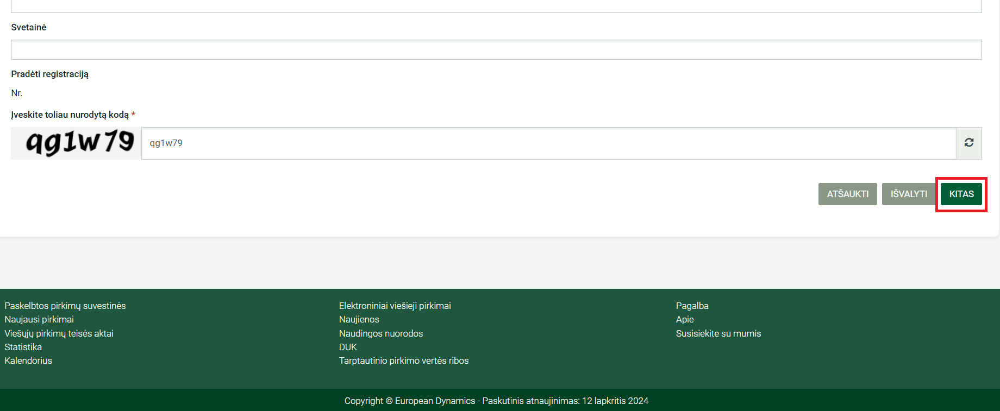 Svetainė
Pradėti registraciją
Nr.
Įveskite toliau nurodytą kodą *
qg1w79 qg1w79
ATŠAUKTI IŠVALYTI KITAS
Paskelbtos pirkimų suvestinės
Naujausi pirkimai
Viešųjų pirkimų teisės aktai
Statistika
Kalendorius
Elektroniniai viešieji pirkimai
Naujienos
Naudingos nuorodos
DUK
Tarptautinio pirkimo vertės ribos
Pagalba
Apie
Susisiekite su mumis
Copyright © European Dynamics - Paskutinis atnaujinimas: 12 lapkritis 2024